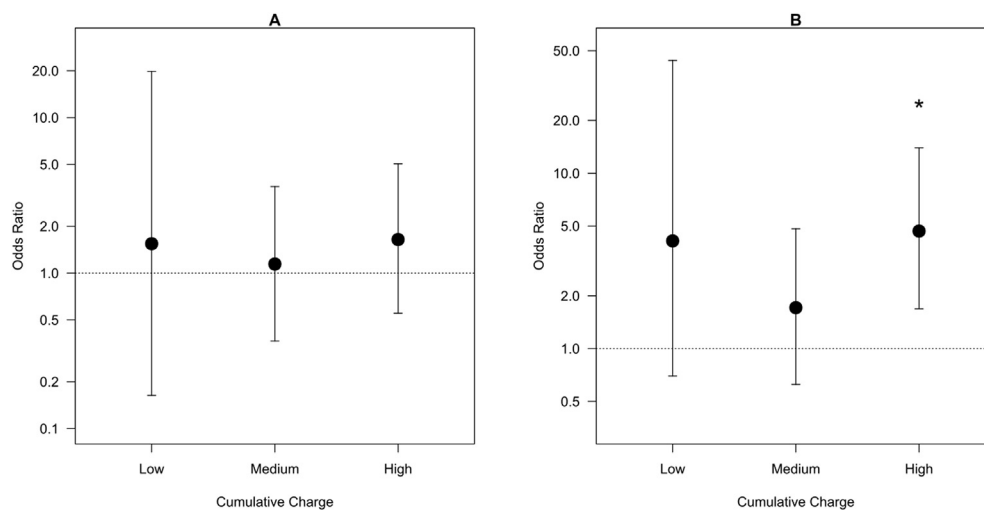 A
Odds Ratio
20.0
10.0
5.0
2.0
1.0
0.5
0.2
0.1
Low Medium High
Cumulative Charge
B
Odds Ratio
50.0
20.0
10.0
5.0
2.0
1.0
0.5
*
Low Medium High
Cumulative Charge